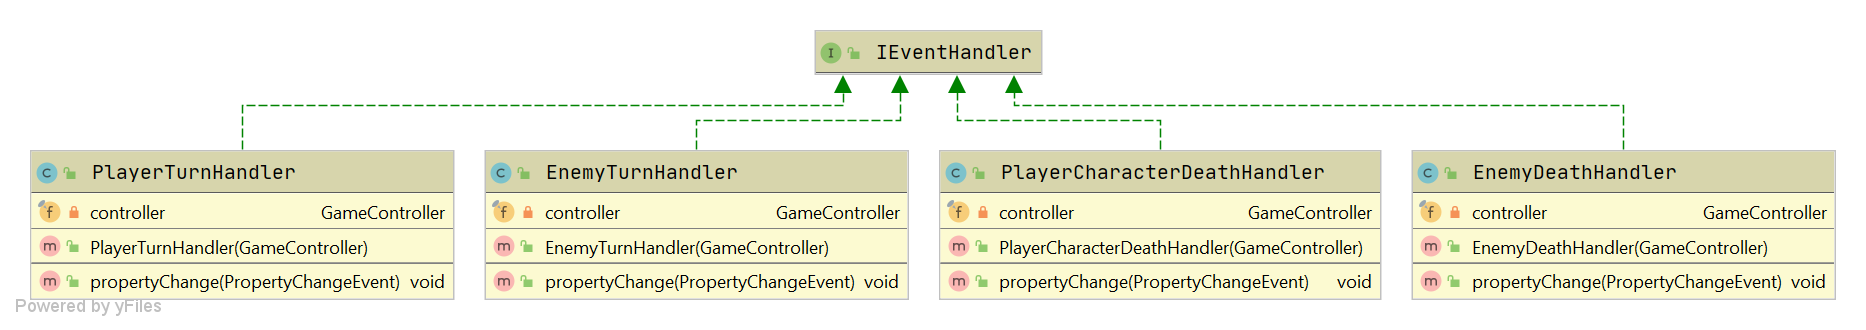 I IEventHandler
C PlayerTurnHandler
f controller GameController
m PlayerTurnHandler(GameController)
m propertyChange(PropertyChangeEvent) void
C EnemyTurnHandler
f controller GameController
m EnemyTurnHandler(GameController)
m propertyChange(PropertyChangeEvent) void
C PlayerCharacterDeathHandler
f controller GameController
m PlayerCharacterDeathHandler(GameController)
m propertyChange(PropertyChangeEvent) void
C EnemyDeathHandler
f controller GameController
m EnemyDeathHandler(GameController)
m propertyChange(PropertyChangeEvent) void
Powered by yFiles